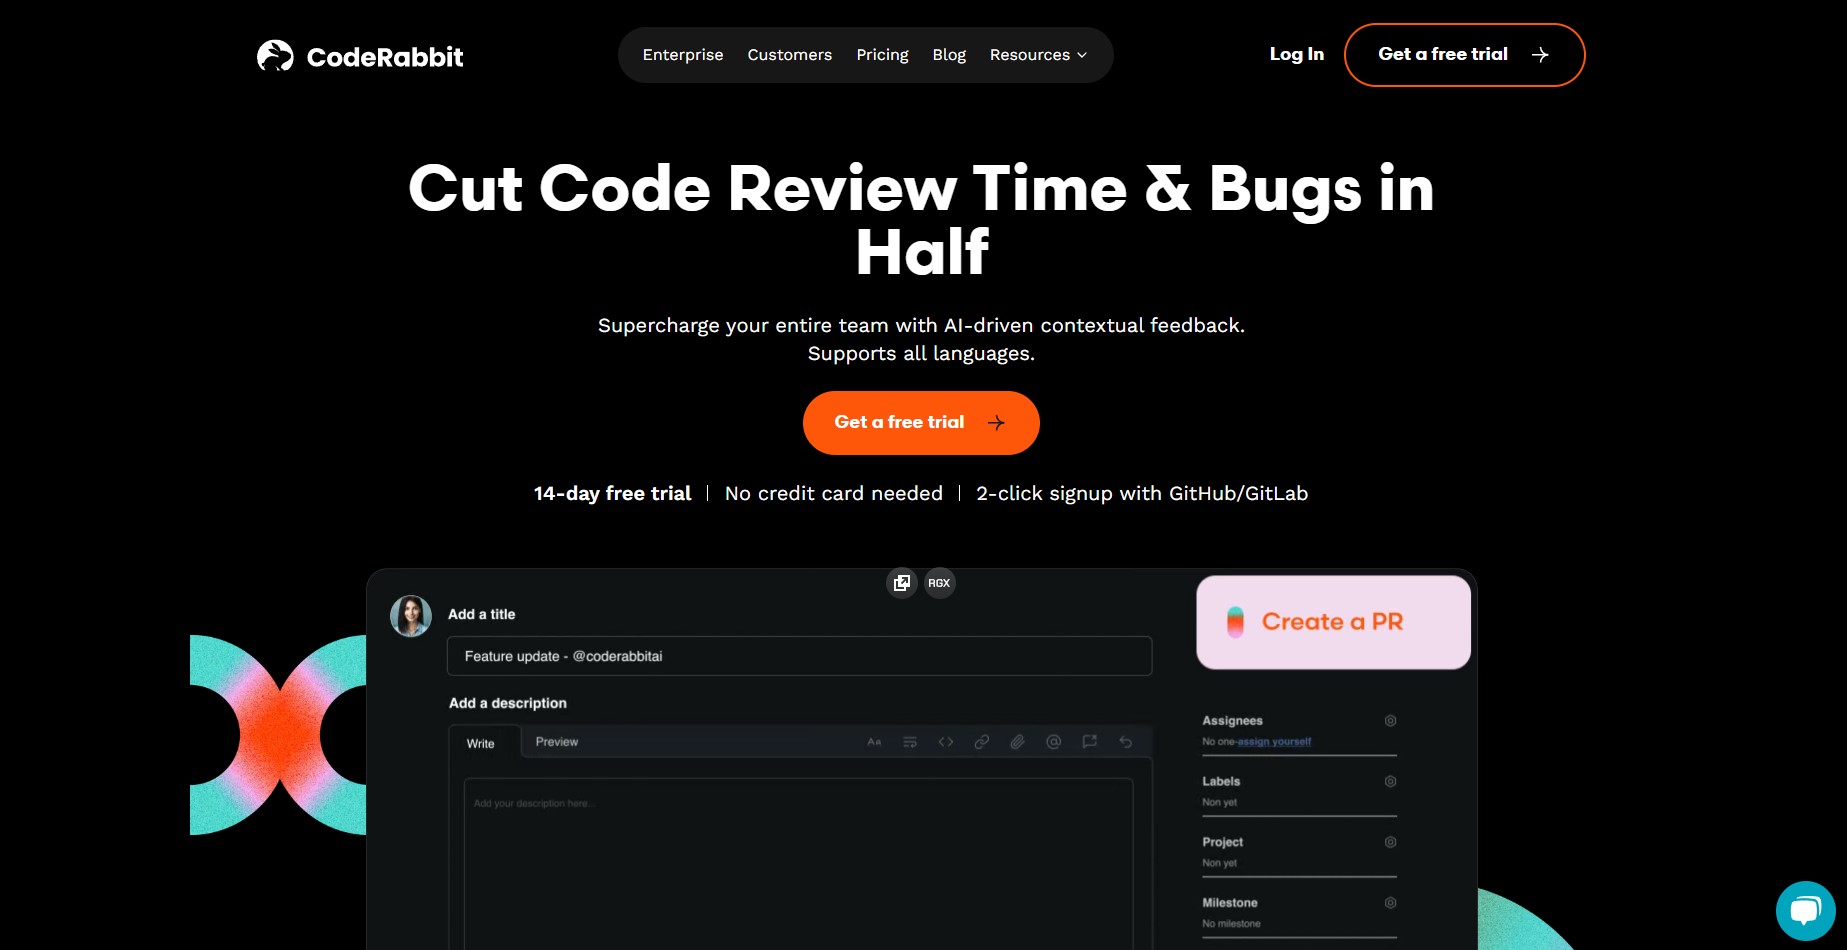 CodeRabbit
Enterprise Customers Pricing Blog Resources
Log In
Get a free trial
Cut Code Review Time & Bugs in
Half
Supercharge your entire team with AI-driven contextual feedback.
Supports all languages.
Get a free trial
14-day free trial | No credit card needed | 2-click signup with GitHub/GitLab
RGX
Add a title
Feature update - @coderabbitai
Create a PR
Add a description
Write Preview
Aa
Add your description here...
Assignees
No one-assign yourself
Labels
Non yet
Project
Non yet
Milestone
No milestone